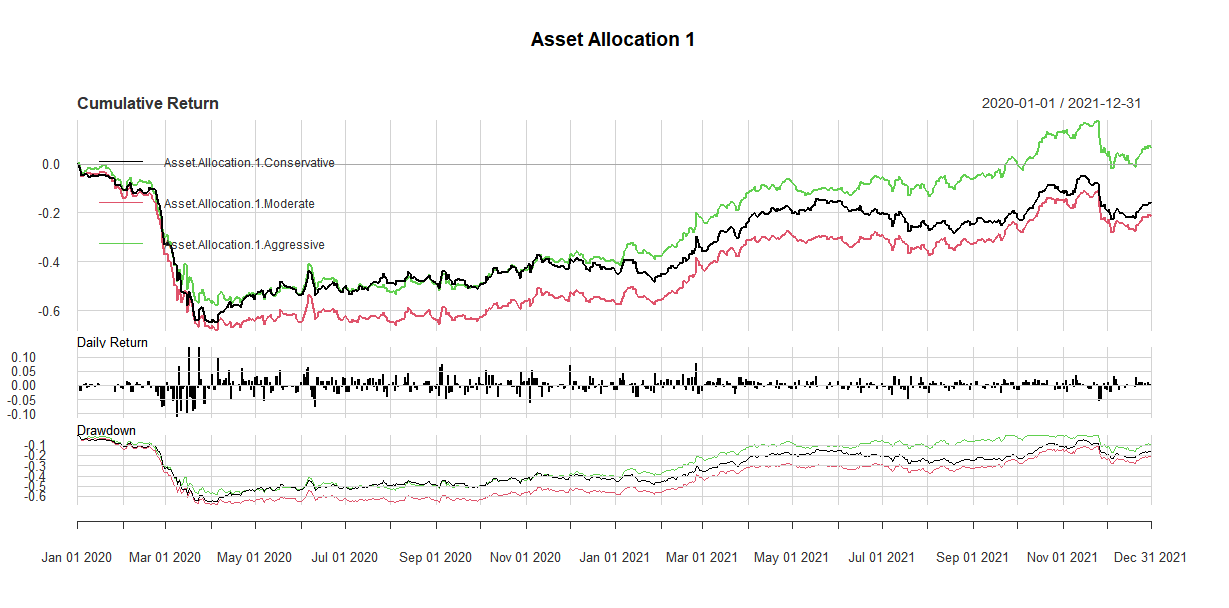 Asset Allocation 1
Cumulative Return 2020-01-01 / 2021-12-31
0.0
Asset.Allocation.1.Conservative
-0.2
Asset.Allocation.1.Moderate
-0.4
Asset.Allocation.1.Aggressive
-0.6
Daily Return
0.10
0.05
0.00
-0.05
-0.10
Drawdown
-0.1
-0.2
-0.3
-0.4
-0.5
-0.6
Jan 01 2020 Mar 01 2020 May 01 2020 Jul 01 2020 Sep 01 2020 Nov 01 2020 Jan 01 2021 Mar 01 2021 May 01 2021 Jul 01 2021 Sep 01 2021 Nov 01 2021 Dec 31 2021